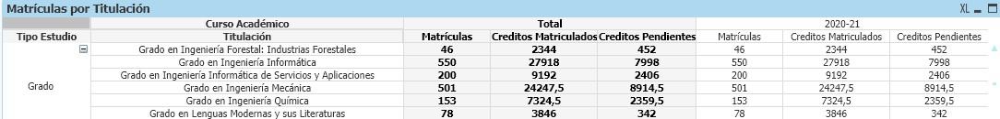 Matrículas por Titulación XL
Curso Académico Total 2020-21
Tipo Estudio Titulación Matrículas Creditos Matriculados Creditos Pendientes Matrículas Creditos Matriculados Creditos Pendientes
Grado en Ingeniería Forestal: Industrias Forestales 46 2344 452 46 2344 452
Grado en Ingeniería Informática 550 27918 7998 550 27918 7998
Grado en Ingeniería Informática de Servicios y Aplicaciones 200 9192 2406 200 9192 2406
Grado Grado en Ingeniería Mecánica 501 24247,5 8914,5 501 24247,5 8914,5
Grado en Ingeniería Química 153 7324,5 2359,5 153 7324,5 2359,5
Grado en Lenguas Modernas y sus Literaturas 78 3846 342 78 3846 342